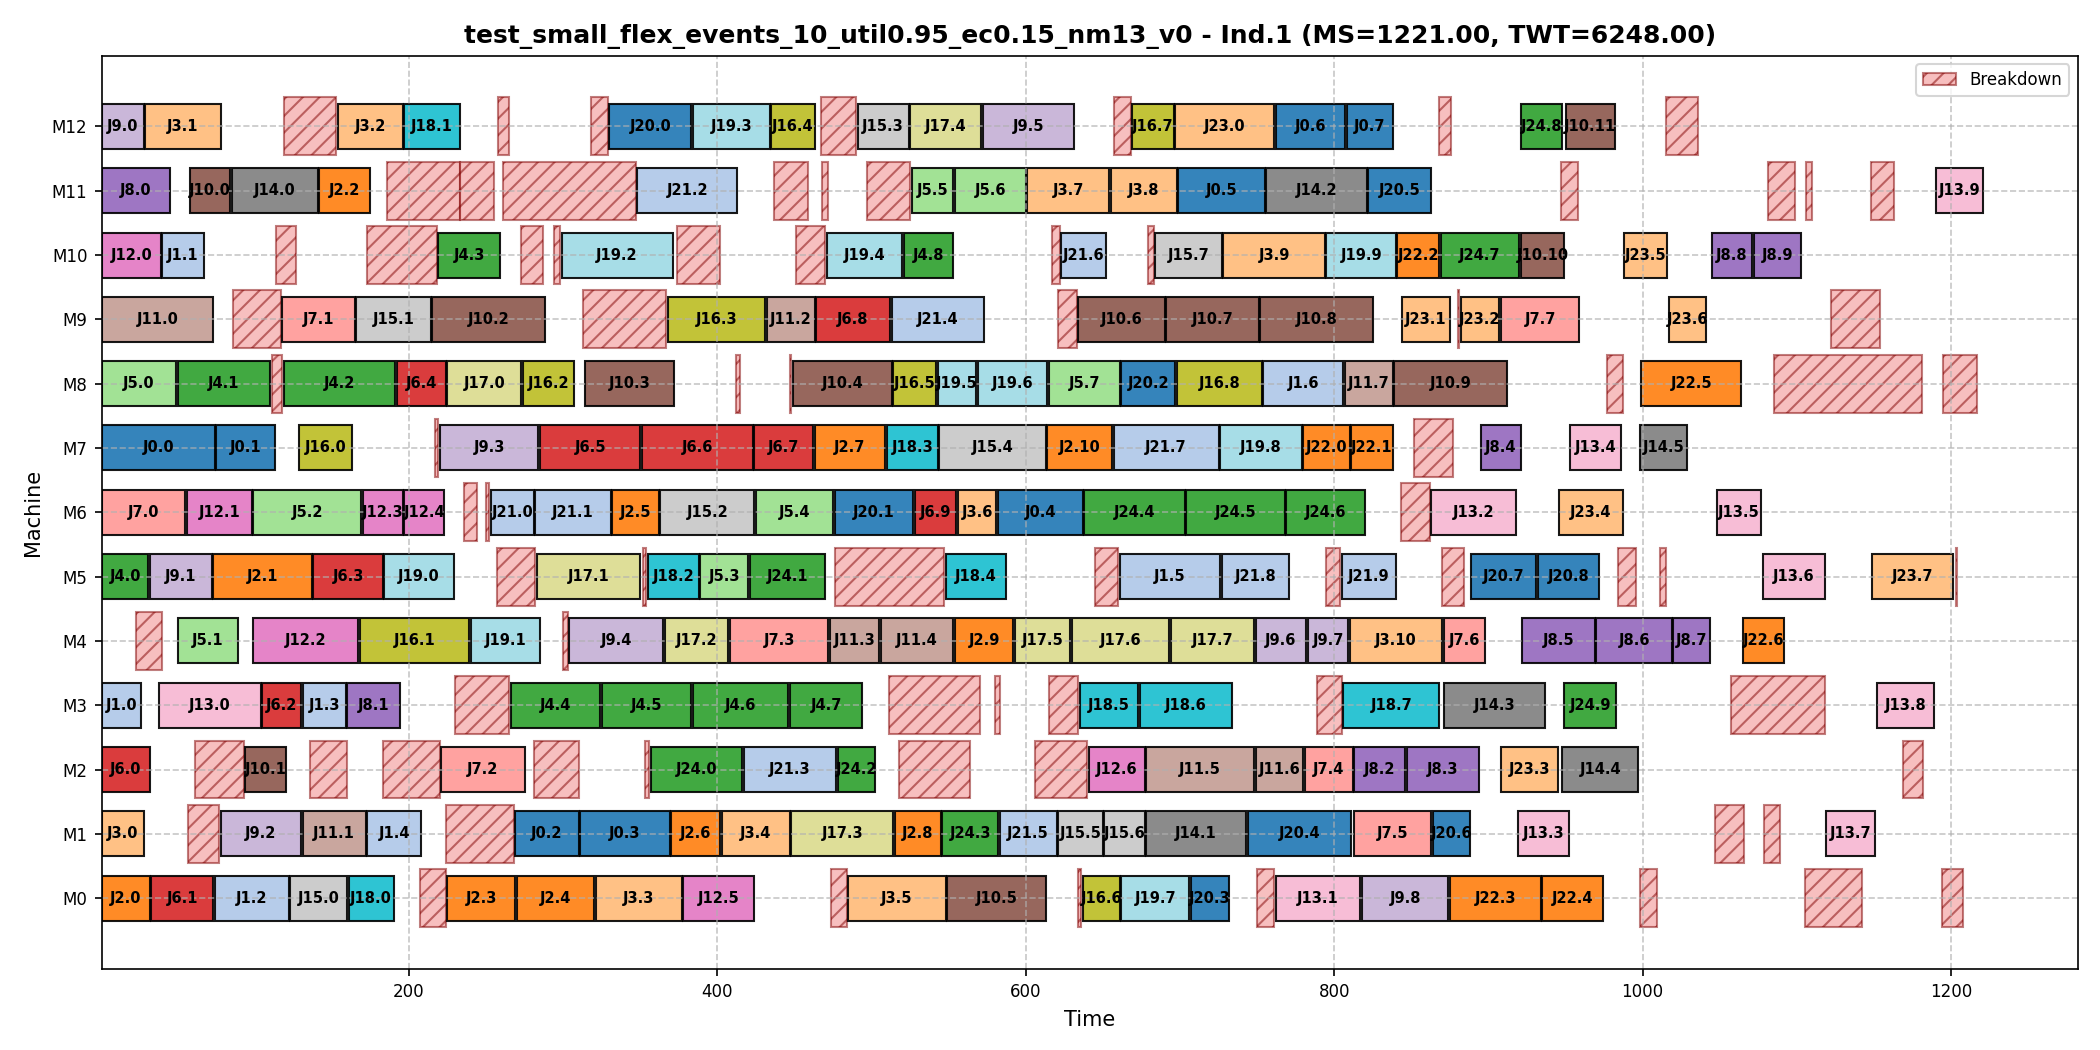 test_small_flex_events_10_util0.95_ec0.15_nm13_v0 - Ind.1 (MS=1221.00, TWT=6248.00)
Breakdown
M12 J9.0 J3.1 J3.2 J18.1 J20.0 J19.3 J16.4 J15.3 J17.4 J9.5 J16.7 J23.0 J0.6 J0.7 J24.8 J10.11
M11 J8.0 J10.0 J14.0 J2.2 J21.2 J5.5 J5.6 J3.7 J3.8 J0.5 J14.2 J20.5 J13.9
M10 J12.0 J1.1 J4.3 J19.2 J19.4 J4.8 J21.6 J15.7 J3.9 J19.9 J22.2 J24.7 J10.10 J23.5 J8.8 J8.9
M9 J11.0 J7.1 J15.1 J10.2 J16.3 J11.2 J6.8 J21.4 J10.6 J10.7 J10.8 J23.1 J23.2 J7.7 J23.6
M8 J5.0 J4.1 J4.2 J6.4 J17.0 J16.2 J10.3 J10.4 J16.5 J19.5 J19.6 J5.7 J20.2 J16.8 J1.6 J11.7 J10.9 J22.5
M7 J0.0 J0.1 J16.0 J9.3 J6.5 J6.6 J6.7 J2.7 J18.3 J15.4 J2.10 J21.7 J19.8 J22.0 J22.1 J8.4 J13.4 J14.5
M6 J7.0 J12.1 J5.2 J12.3 J12.4 J21.0 J21.1 J2.5 J15.2 J5.4 J20.1 J6.9 J3.6 J0.4 J24.4 J24.5 J24.6 J13.2 J23.4 J13.5
M5 J4.0 J9.1 J2.1 J6.3 J19.0 J17.1 J18.2 J5.3 J24.1 J18.4 J1.5 J21.8 J21.9 J20.7 J20.8 J13.6 J23.7
M4 J5.1 J12.2 J16.1 J19.1 J9.4 J17.2 J7.3 J11.3 J11.4 J2.9 J17.5 J17.6 J17.7 J9.6 J9.7 J3.10 J7.6 J8.5 J8.6 J8.7 J22.6
M3 J1.0 J13.0 J6.2 J1.3 J8.1 J4.4 J4.5 J4.6 J4.7 J18.5 J18.6 J18.7 J14.3 J24.9 J13.8
M2 J6.0 J10.1 J7.2 J24.0 J21.3 J24.2 J12.6 J11.5 J11.6 J7.4 J8.2 J8.3 J23.3 J14.4
M1 J3.0 J9.2 J11.1 J1.4 J0.2 J0.3 J2.6 J3.4 J17.3 J2.8 J24.3 J21.5 J15.5 J15.6 J14.1 J20.4 J7.5 J20.6 J13.3 J13.7
M0 J2.0 J6.1 J1.2 J15.0 J18.0 J2.3 J2.4 J3.3 J12.5 J3.5 J10.5 J16.6 J19.7 J20.3 J13.1 J9.8 J22.3 J22.4
200 400 600 800 1000 1200
Time
Machine